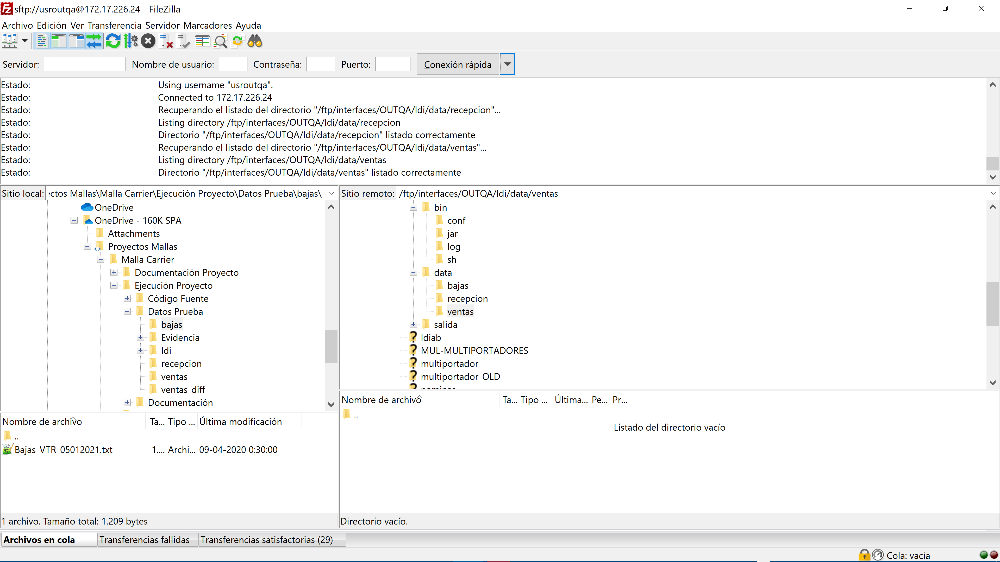 sftp://usroutqa@172.17.226.24 - FileZilla
Archivo Edición Ver Transferencia Servidor Marcadores Ayuda
Servidor: Nombre de usuario: Contraseña: Puerto: Conexión rápida
Estado: Using username "usroutqa".
Estado: Connected to 172.17.226.24
Estado: Recuperando el listado del directorio "/ftp/interfaces/OUTQA/ldi/data/recepcion"...
Estado: Listing directory /ftp/interfaces/OUTQA/ldi/data/recepcion
Estado: Directorio "/ftp/interfaces/OUTQA/ldi/data/recepcion" listado correctamente
Estado: Recuperando el listado del directorio "/ftp/interfaces/OUTQA/ldi/data/ventas"...
Estado: Listing directory /ftp/interfaces/OUTQA/ldi/data/ventas
Estado: Directorio "/ftp/interfaces/OUTQA/ldi/data/ventas" listado correctamente
Sitio local: ectos Mallas\Malla Carrier\Ejecución Proyecto\Datos Prueba\bajas\
OneDrive
OneDrive - 160K SPA
Attachments
Proyectos Mallas
Malla Carrier
Documentación Proyecto
Ejecución Proyecto
Código Fuente
Datos Prueba
bajas
Evidencia
ldi
recepcion
ventas
ventas_diff
Documentación
Nombre de archivo Ta... Tipo ... Última modificación
..
Bajas_VTR_05012021.txt 1.... Archi... 09-04-2020 0:30:00
1 archivo. Tamaño total: 1.209 bytes
Sitio remoto: /ftp/interfaces/OUTQA/ldi/data/ventas
bin
conf
jar
log
sh
data
bajas
recepcion
ventas
salida
ldiab
MUL-MULTIPORTADORES
multiportador
multiportador_OLD
nominas
Nombre de archivo Ta... Tipo ... Última... Pe... Pr...
..
Listado del directorio vacío
Directorio vacío.
Archivos en cola Transferencias fallidas Transferencias satisfactorias (29)
Cola: vacía